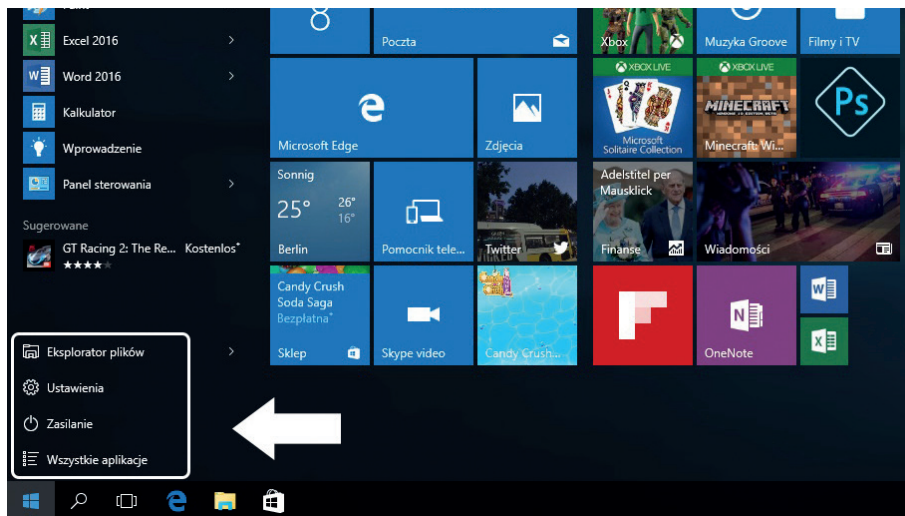 Excel 2016
Word 2016
Kalkulator
Wprowadzenie
Panel sterowania
Sugerowane
GT Racing 2: The Re... Kostenlos*
Eksplorator plików
Ustawienia
Zasilanie
Wszystkie aplikacje
8
Poczta
Microsoft Edge
Zdjęcia
Sonnig
25° 26°
16°
Berlin
Pomocnik tele...
Twitter
Candy Crush
Soda Saga
Bezpłatna*
Sklep
Skype video
Candy Crush...
Xbox
Muzyka Groove
Filmy i TV
XBOX LIVE
Microsoft
Solitaire Collection
XBOX LIVE
MINECRAFT
Minecraft: Wi...
Ps
Adelstitel per
Mausklick
Finanse
Wiadomości
OneNote